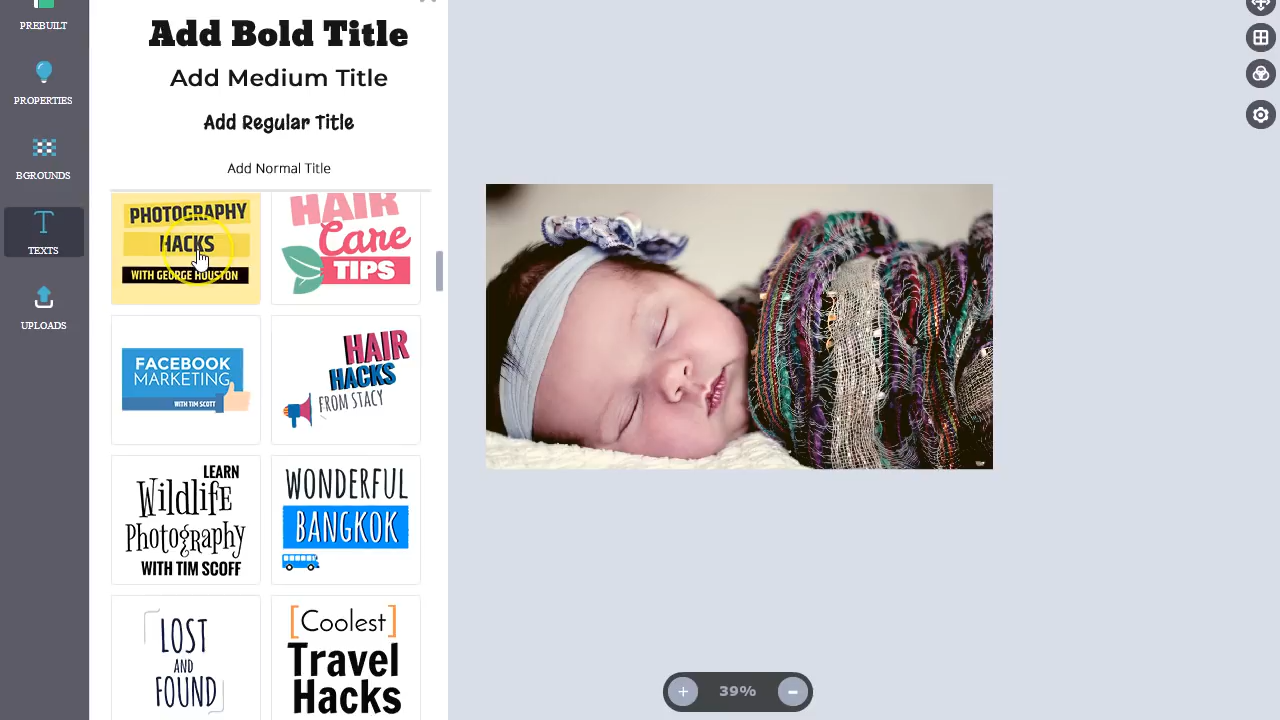 PREBUILT
PROPERTIES
BGROUNDS
TEXTS
UPLOADS
Add Bold Title
Add Medium Title
Add Regular Title
Add Normal Title
PHOTOGRAPHY
HACKS
WITH GEORGE HOUSTON
HAIR
Care
TIPS
FACEBOOK
MARKETING
WITH TIM SCOTT
HAIR
HACKS
FROM STACY
LEARN
Wildlife
Photography
WITH TIM SCOFF
WONDERFUL
BANGKOK
LOST
AND
FOUND
[Coolest]
Travel
Hacks
+ 39% -